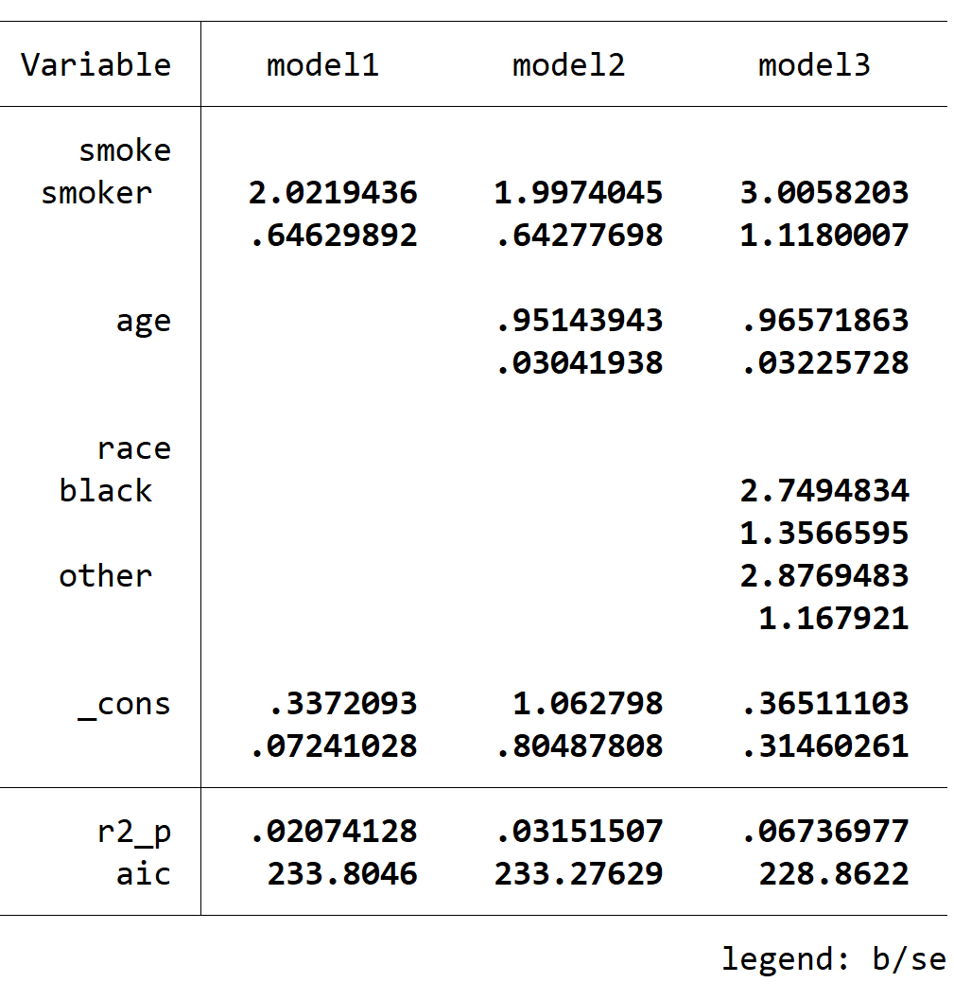 Variable model1 model2 model3
smoke
smoker 2.0219436 1.9974045 3.0058203
.64629892 .64277698 1.1180007
age .95143943 .96571863
.03041938 .03225728
race
black 2.7494834
1.3566595
other 2.8769483
1.167921
_cons .3372093 1.062798 .36511103
.07241028 .80487808 .31460261
r2_p .02074128 .03151507 .06736977
aic 233.8046 233.27629 228.8622
legend: b/se